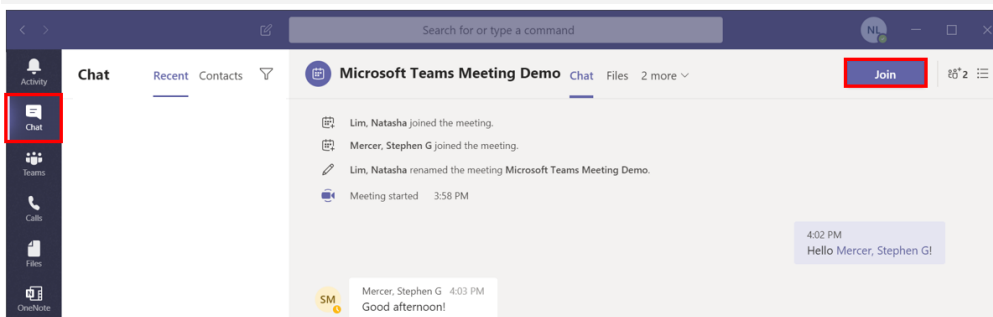 Search for or type a command
NL
Activity
Chat
Teams
Calls
Files
OneNote
Chat Recent Contacts
Microsoft Teams Meeting Demo Chat Files 2 more
Join
2
Lim, Natasha joined the meeting.
Mercer, Stephen G joined the meeting.
Lim, Natasha renamed the meeting Microsoft Teams Meeting Demo.
Meeting started 3:58 PM
4:02 PM
Hello Mercer, Stephen G!
SM
Mercer, Stephen G 4:03 PM
Good afternoon!